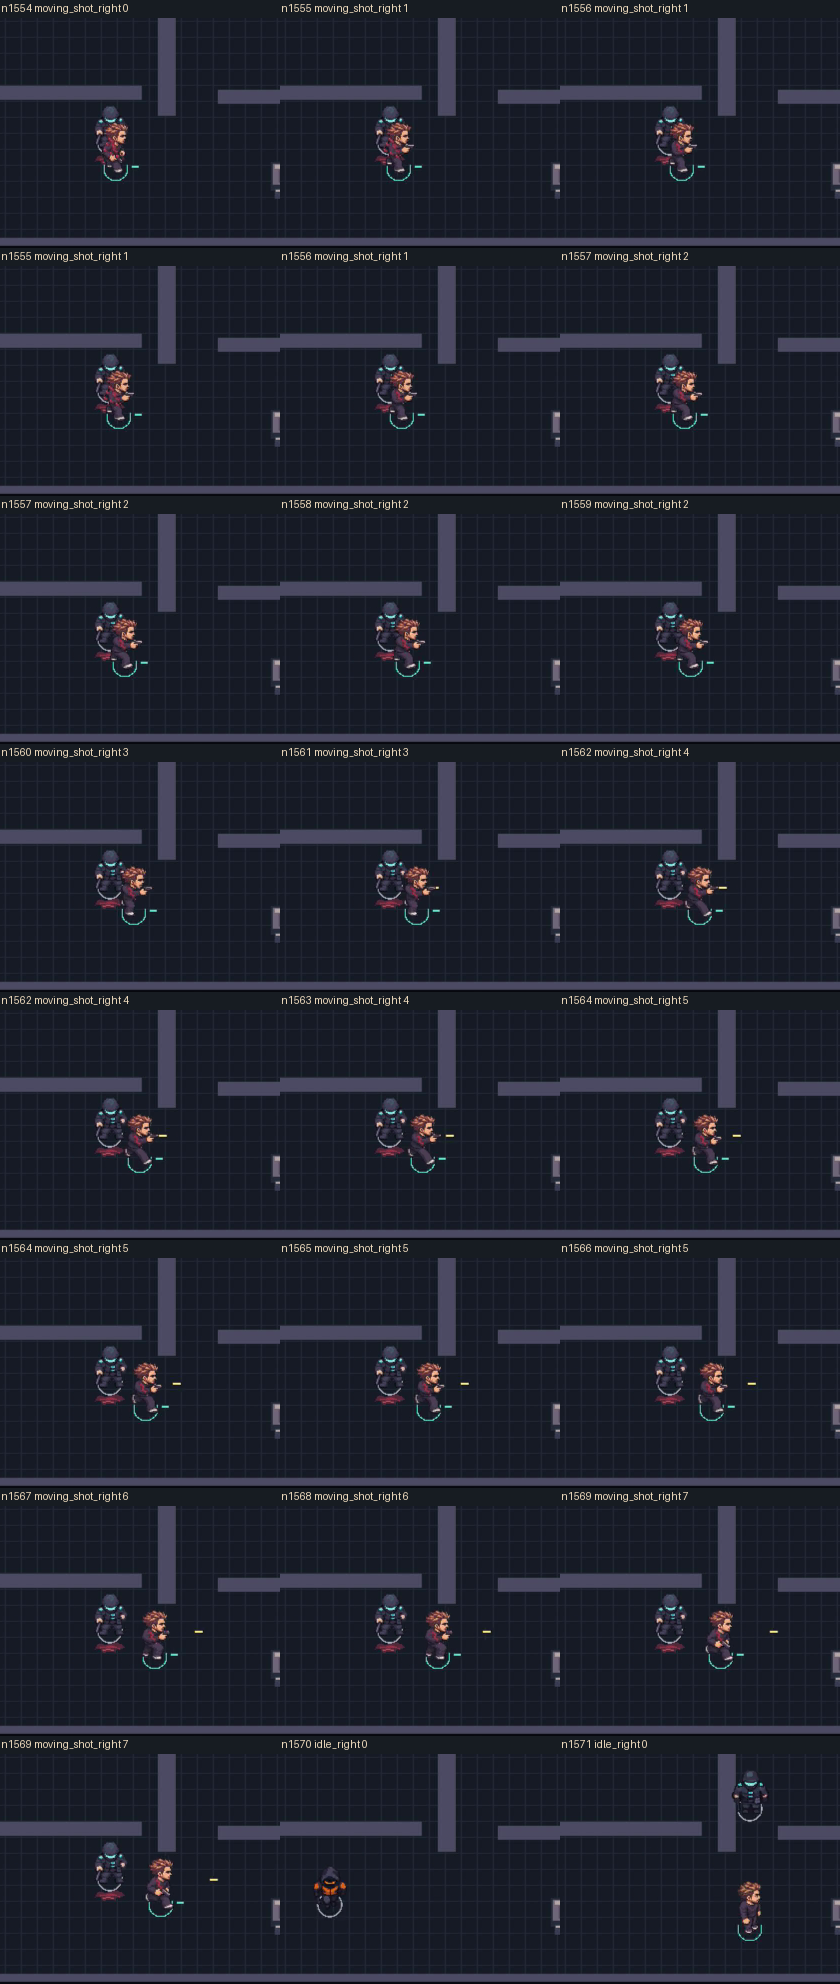 n1554 moving_shot_right 0
n1555 moving_shot_right 1
n1556 moving_shot_right 1
n1555 moving_shot_right 1
n1556 moving_shot_right 1
n1557 moving_shot_right 2
n1557 moving_shot_right 2
n1558 moving_shot_right 2
n1559 moving_shot_right 2
n1560 moving_shot_right 3
n1561 moving_shot_right 3
n1562 moving_shot_right 4
n1562 moving_shot_right 4
n1563 moving_shot_right 4
n1564 moving_shot_right 5
n1564 moving_shot_right 5
n1565 moving_shot_right 5
n1566 moving_shot_right 5
n1567 moving_shot_right 6
n1568 moving_shot_right 6
n1569 moving_shot_right 7
n1569 moving_shot_right 7
n1570 idle_right 0
n1571 idle_right 0